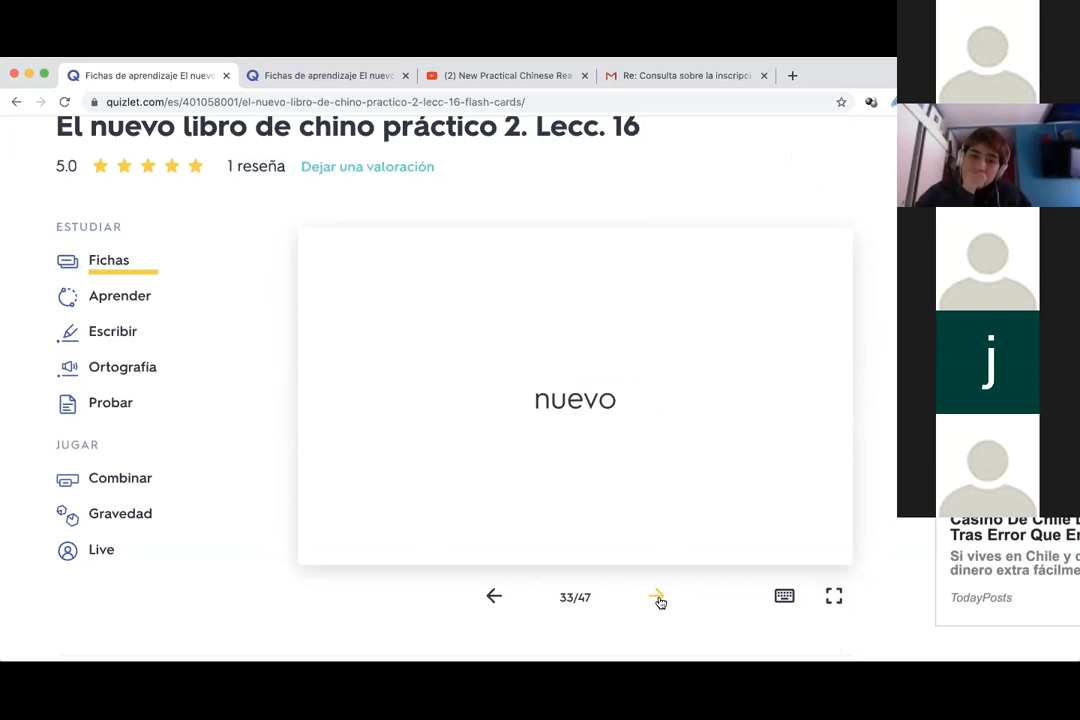 Fichas de aprendizaje El nuev
Fichas de aprendizaje El nuevo
(2) New Practical Chinese Rea
Re: Consulta sobre la inscripci
quizlet.com/es/401058001/el-nuevo-libro-de-chino-practico-2-lecc-16-flash-cards/
El nuevo libro de chino práctico 2. Lecc. 16
5.0 1 reseña Dejar una valoración
ESTUDIAR
Fichas
Aprender
Escribir
Ortografía
Probar
JUGAR
Combinar
Gravedad
Live
nuevo
33/47
j
Casino De Chile
Tras Error Que
Si vives en Chile y
dinero extra fácilme
TodayPosts